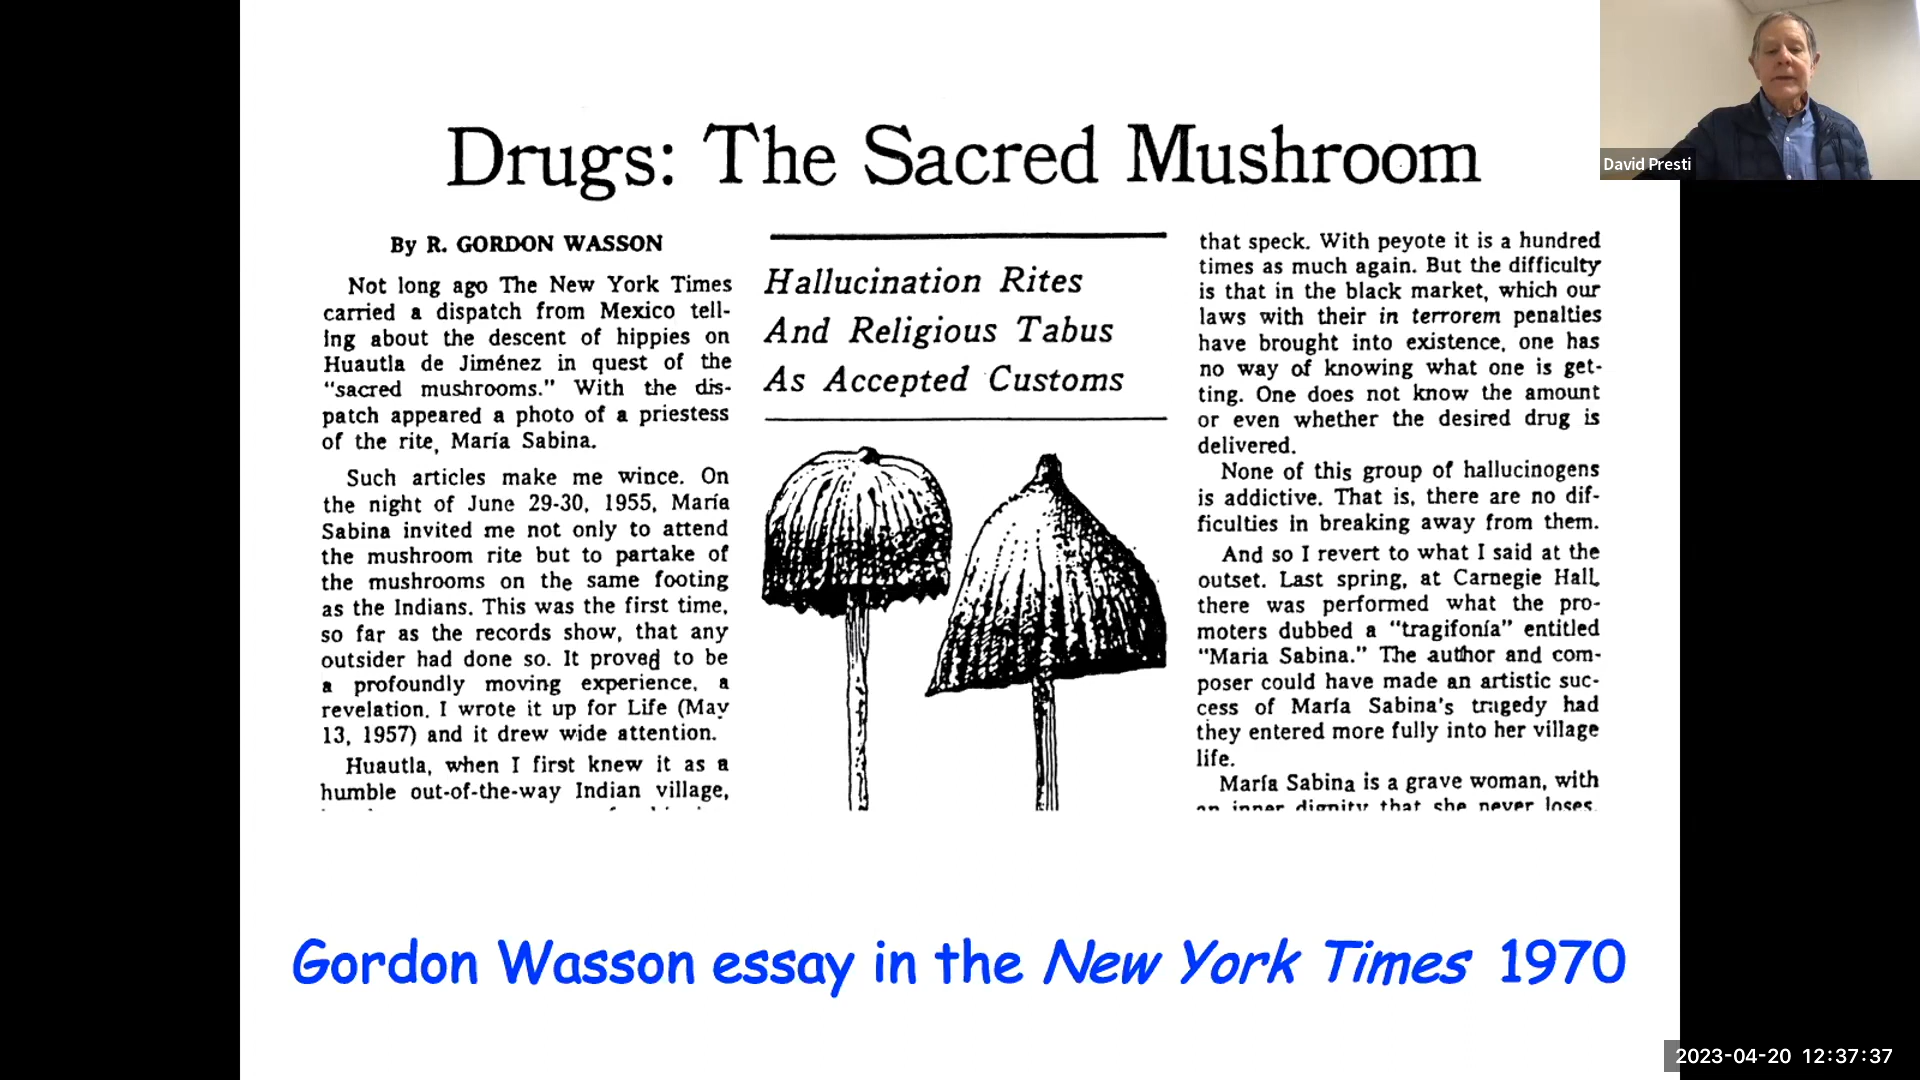 Drugs: The Sacred Mushroom
By R. GORDON WASSON
Not long ago The New York Times
carried a dispatch from Mexico tell-
ing about the descent of hippies on
Huautla de Jiménez in quest of the
“sacred mushrooms.” With the dis-
patch appeared a photo of a priestess
of the rite, María Sabina.
Such articles make me wince. On
the night of June 29-30, 1955, María
Sabina invited me not only to attend
the mushroom rite but to partake of
the mushrooms on the same footing
as the Indians. This was the first time,
so far as the records show, that any
outsider had done so. It proved to be
a profoundly moving experience, a
revelation. I wrote it up for Life (May
13, 1957) and it drew wide attention.
Huautla, when I first knew it as a
humble out-of-the-way Indian village,
Hallucination Rites
And Religious Tabus
As Accepted Customs
that speck. With peyote it is a hundred
times as much again. But the difficulty
is that in the black market, which our
laws with their in terrorem penalties
have brought into existence, one has
no way of knowing what one is get-
ting. One does not know the amount
or even whether the desired drug is
delivered.
None of this group of hallucinogens
is addictive. That is, there are no dif-
ficulties in breaking away from them.
And so I revert to what I said at the
outset. Last spring, at Carnegie Hall,
there was performed what the pro-
moters dubbed a “tragifonía” entitled
“Maria Sabina.” The author and com-
poser could have made an artistic suc-
cess of María Sabina’s tragedy had
they entered more fully into her village
life.
María Sabina is a grave woman, with
an inner dignity that she never loses.
Gordon Wasson essay in the New York Times 1970
David Presti
2023-04-20 12:37:37